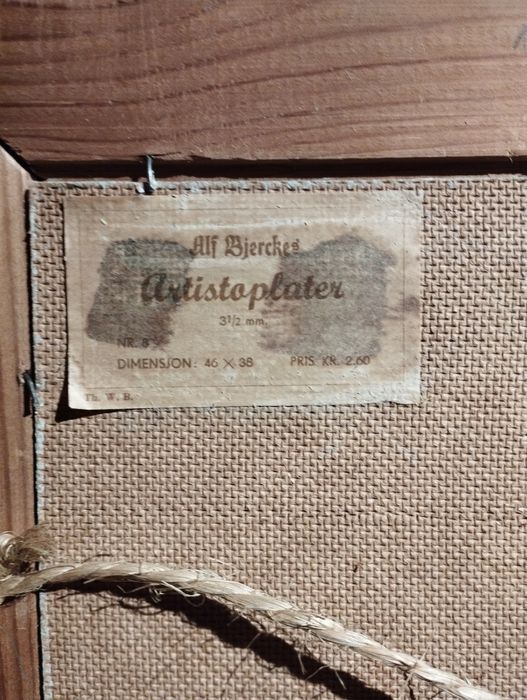 Alf Bjerckes
Artistoplater
3½ mm.
NR. 8
DIMENSJON: 46 X 38 PRIS KR. 2,60
Th. W. B.